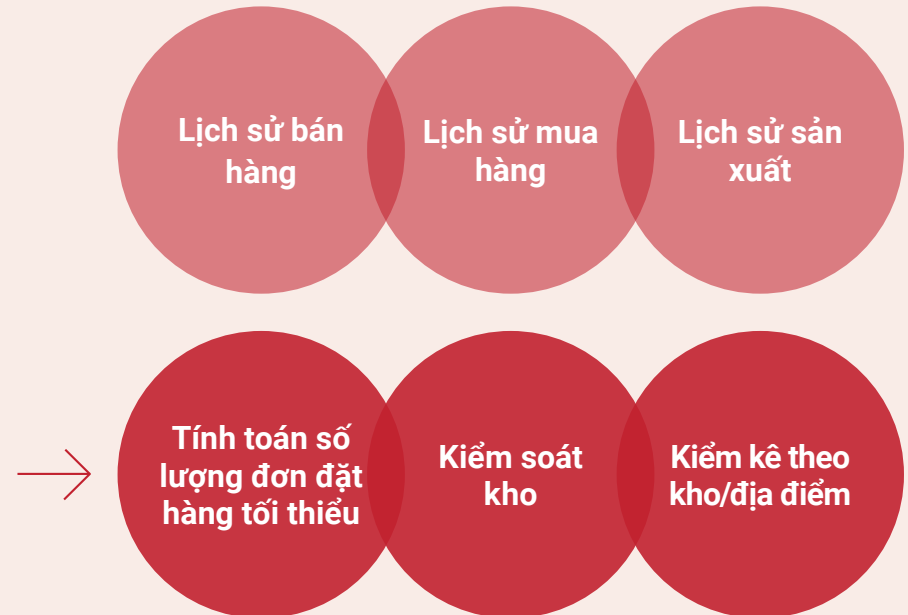 Lịch sử bán
hàng
Lịch sử mua
hàng
Lịch sử sản
xuất
Tính toán số
lượng đơn đặt
hàng tối thiểu
Kiểm soát
kho
Kiểm kê theo
kho/địa điểm